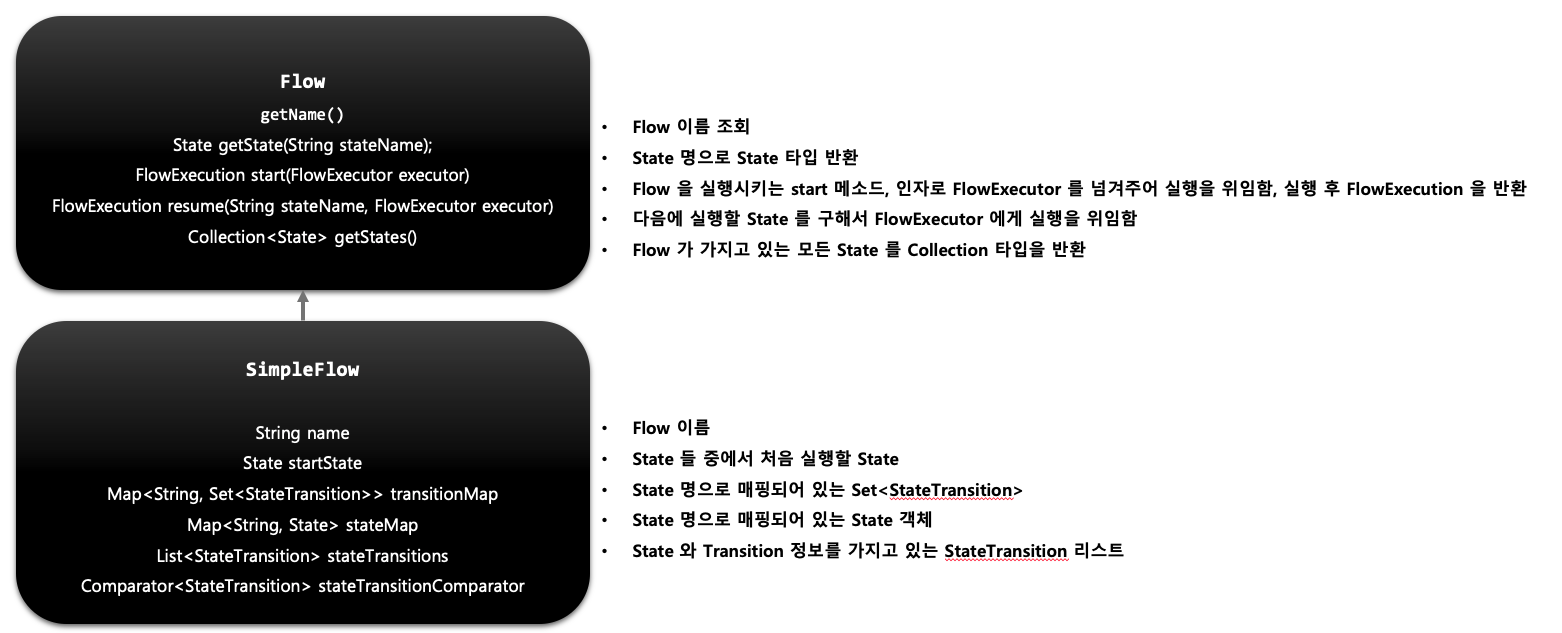 Flow
getName()
State getState(String stateName);
FlowExecution start(FlowExecutor executor)
FlowExecution resume(String stateName, FlowExecutor executor)
Collection<State> getStates()
• Flow 이름 조회
• State 명으로 State 타입 반환
• Flow 을 실행시키는 start 메소드, 인자로 FlowExecutor 를 넘겨주어 실행을 위임함, 실행 후 FlowExecution 을 반환
• 다음에 실행할 State 를 구해서 FlowExecutor 에게 실행을 위임함
• Flow 가 가지고 있는 모든 State 를 Collection 타입을 반환
SimpleFlow
String name
State startState
Map<String, Set<StateTransition>> transitionMap
Map<String, State> stateMap
List<StateTransition> stateTransitions
Comparator<StateTransition> stateTransitionComparator
• Flow 이름
• State 들 중에서 처음 실행할 State
• State 명으로 매핑되어 있는 Set<StateTransition>
• State 명으로 매핑되어 있는 State 객체
• State 와 Transition 정보를 가지고 있는 StateTransition 리스트